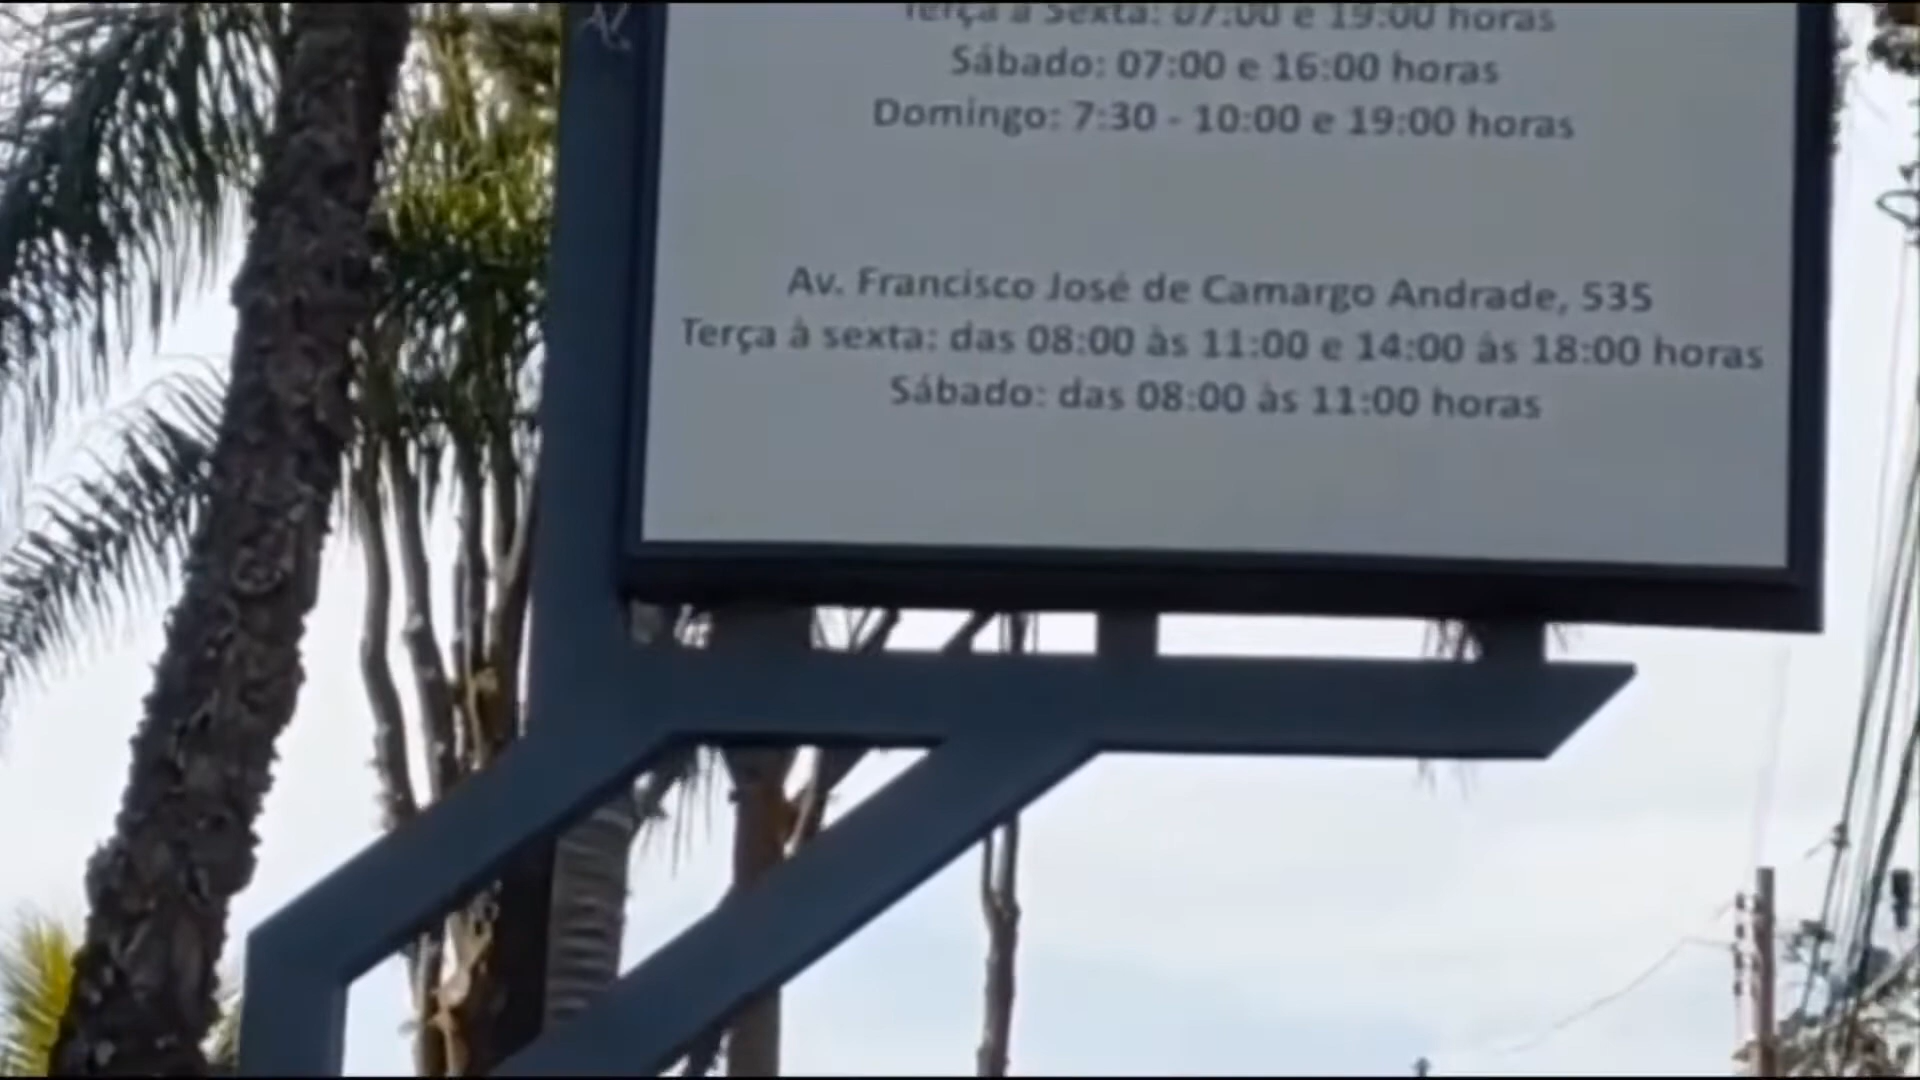 Terça à Sexta: 07:00 e 19:00 horas
Sábado: 07:00 e 16:00 horas
Domingo: 7:30 - 10:00 e 19:00 horas
Av. Francisco José de Camargo Andrade, 535
Terça à sexta: das 08:00 às 11:00 e 14:00 às 18:00 horas
Sábado: das 08:00 às 11:00 horas